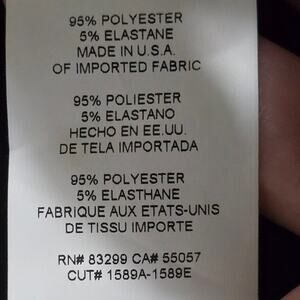 95% POLYESTER
5% ELASTANE
MADE IN U.S.A.
OF IMPORTED FABRIC
95% POLIESTER
5% ELASTANO
HECHO EN EE.UU.
DE TELA IMPORTADA
95% POLYESTER
5% ELASTHANE
FABRIQUE AUX ETATS-UNIS
DE TISSU IMPORTE
RN# 83299 CA# 55057
CUT# 1589A-1589E